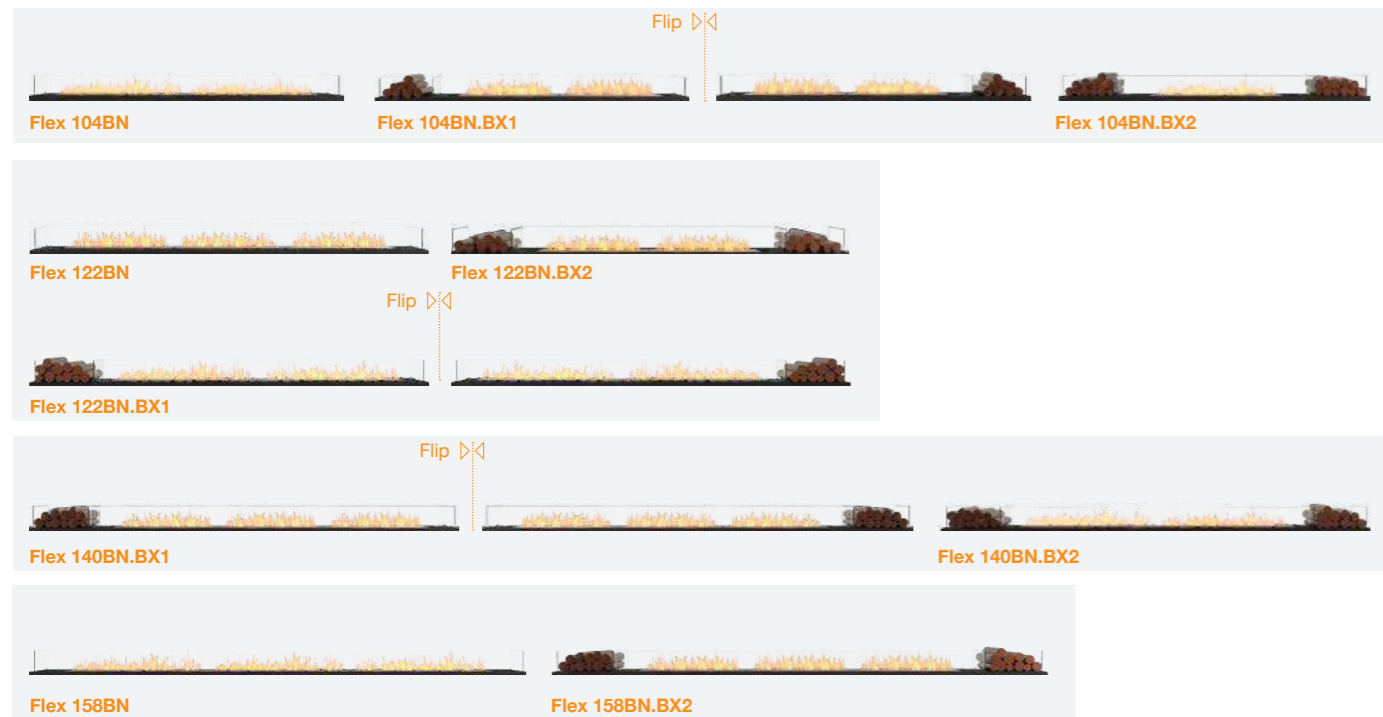 Flip
Flex 104BN
Flex 104BN.BX1
Flex 104BN.BX2
Flex 122BN
Flex 122BN.BX2
Flip
Flex 122BN.BX1
Flip
Flex 140BN.BX1
Flex 140BN.BX2
Flex 158BN
Flex 158BN.BX2